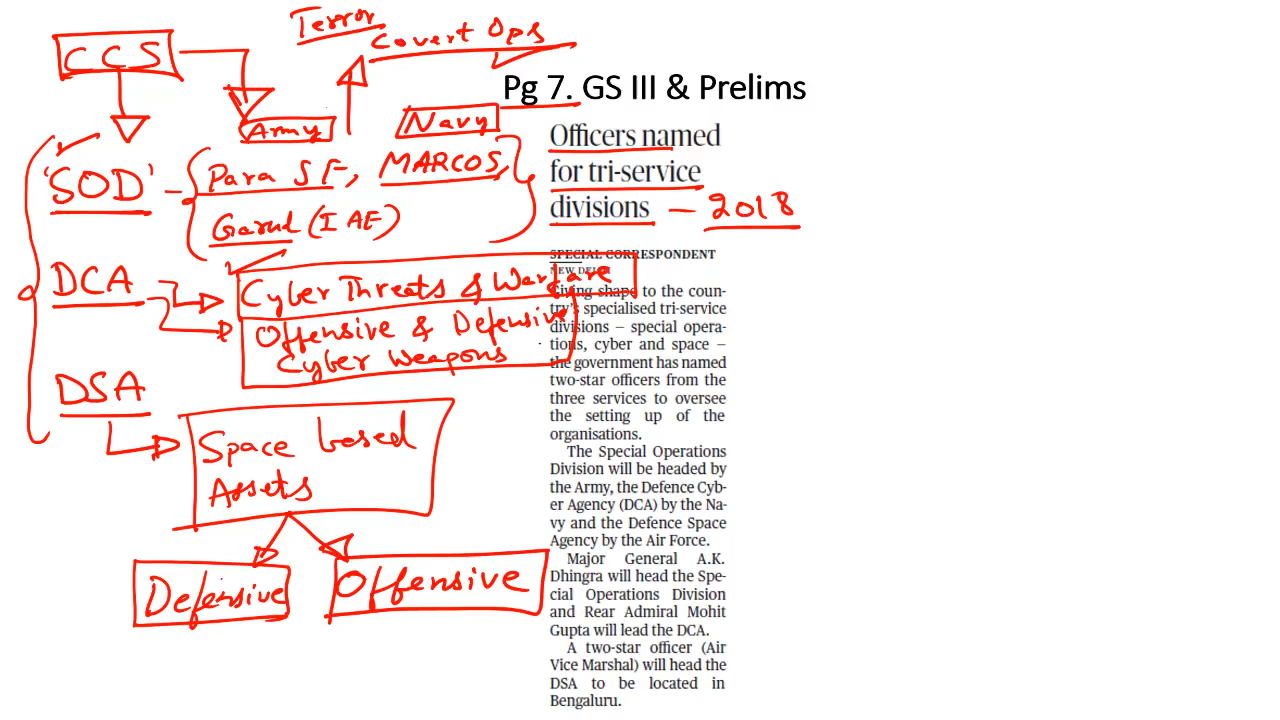 Terror
Covert Ops
CCS
Pg 7. GS III & Prelims
Army
Navy
'SOD' - Para SF, MARCOS,
Garud (IAF)
DCA
Cyber Threats & Warfare
Offensive & Defensive
Cyber Weapons
DSA
Space based
Assets
Defensive
Offensive
Officers named
for tri-service
divisions - 2018
SPECIAL CORRESPONDENT
NEW DELHI
Giving shape to the coun-
try's specialised tri-service
divisions – special opera-
tions, cyber and space –
the government has named
two-star officers from the
three services to oversee
the setting up of the
organisations.
The Special Operations
Division will be headed by
the Army, the Defence Cyb-
er Agency (DCA) by the Na-
vy and the Defence Space
Agency by the Air Force.
Major General A.K.
Dhingra will head the Spe-
cial Operations Division
and Rear Admiral Mohit
Gupta will lead the DCA.
A two-star officer (Air
Vice Marshal) will head the
DSA to be located in
Bengaluru.